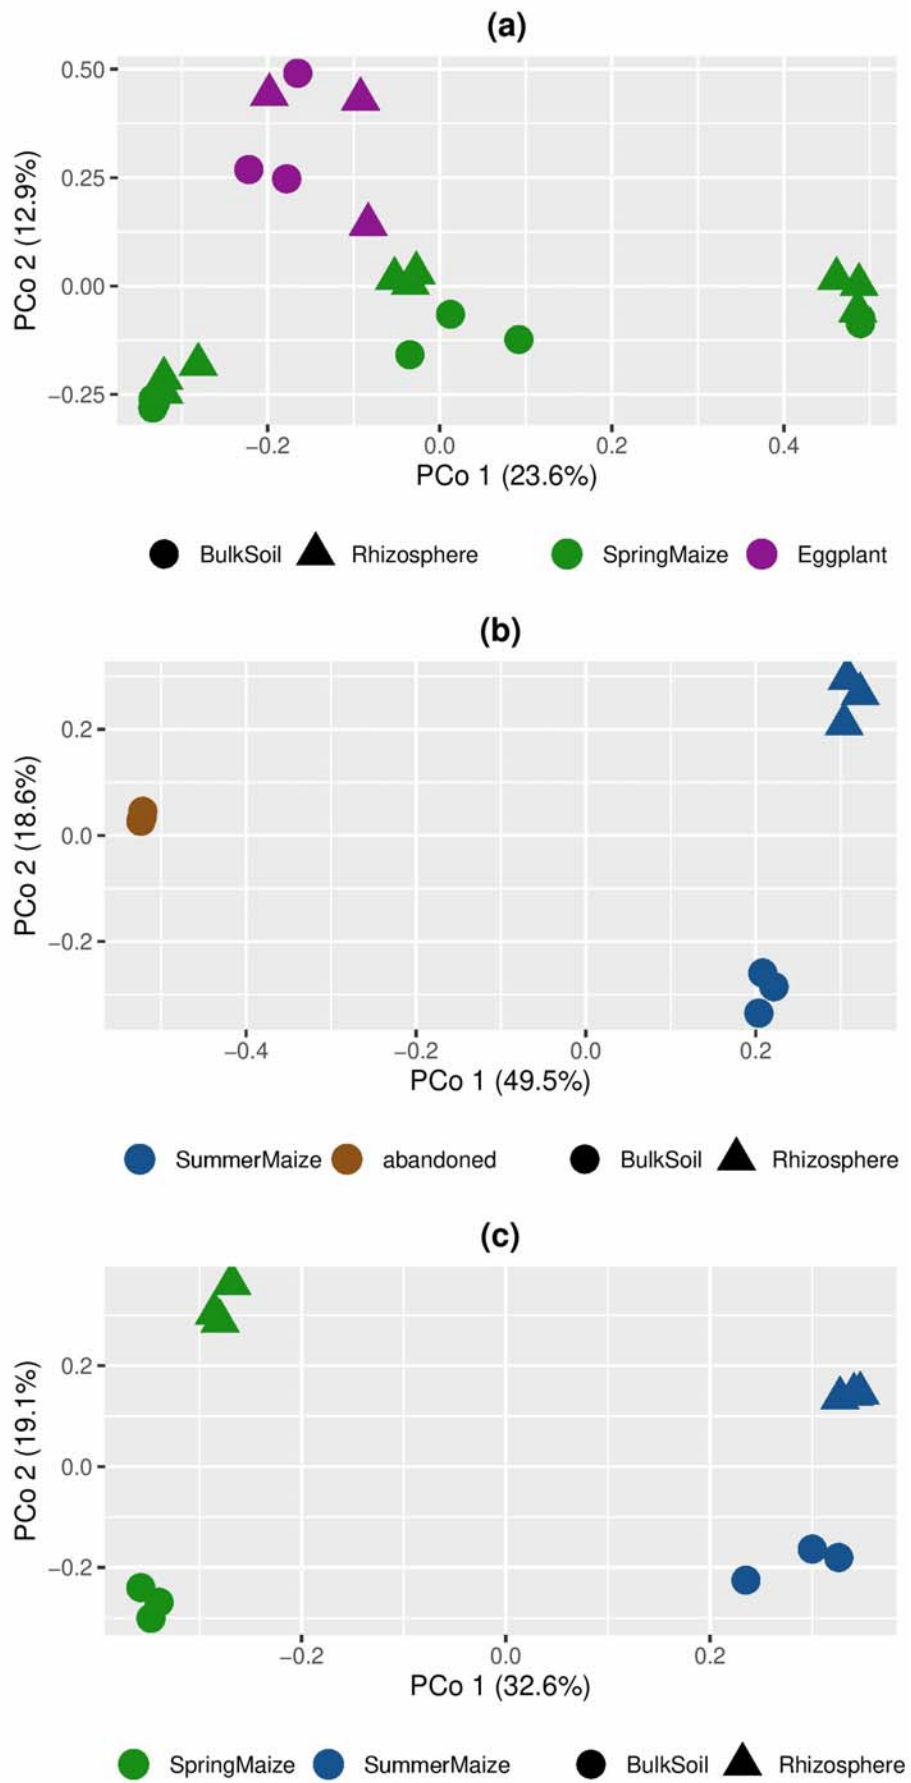 (a)
0.50
0.25
0.00
−0.25
PCo 2 (12.9%)
−0.2 0.0 0.2 0.4
PCo 1 (23.6%)
BulkSoil Rhizosphere SpringMaize Eggplant
(b)
0.2
0.0
−0.2
PCo 2 (18.6%)
−0.4 −0.2 0.0 0.2
PCo 1 (49.5%)
SummerMaize abandoned BulkSoil Rhizosphere
(c)
0.2
0.0
−0.2
PCo 2 (19.1%)
−0.2 0.0 0.2
PCo 1 (32.6%)
SpringMaize SummerMaize BulkSoil Rhizosphere